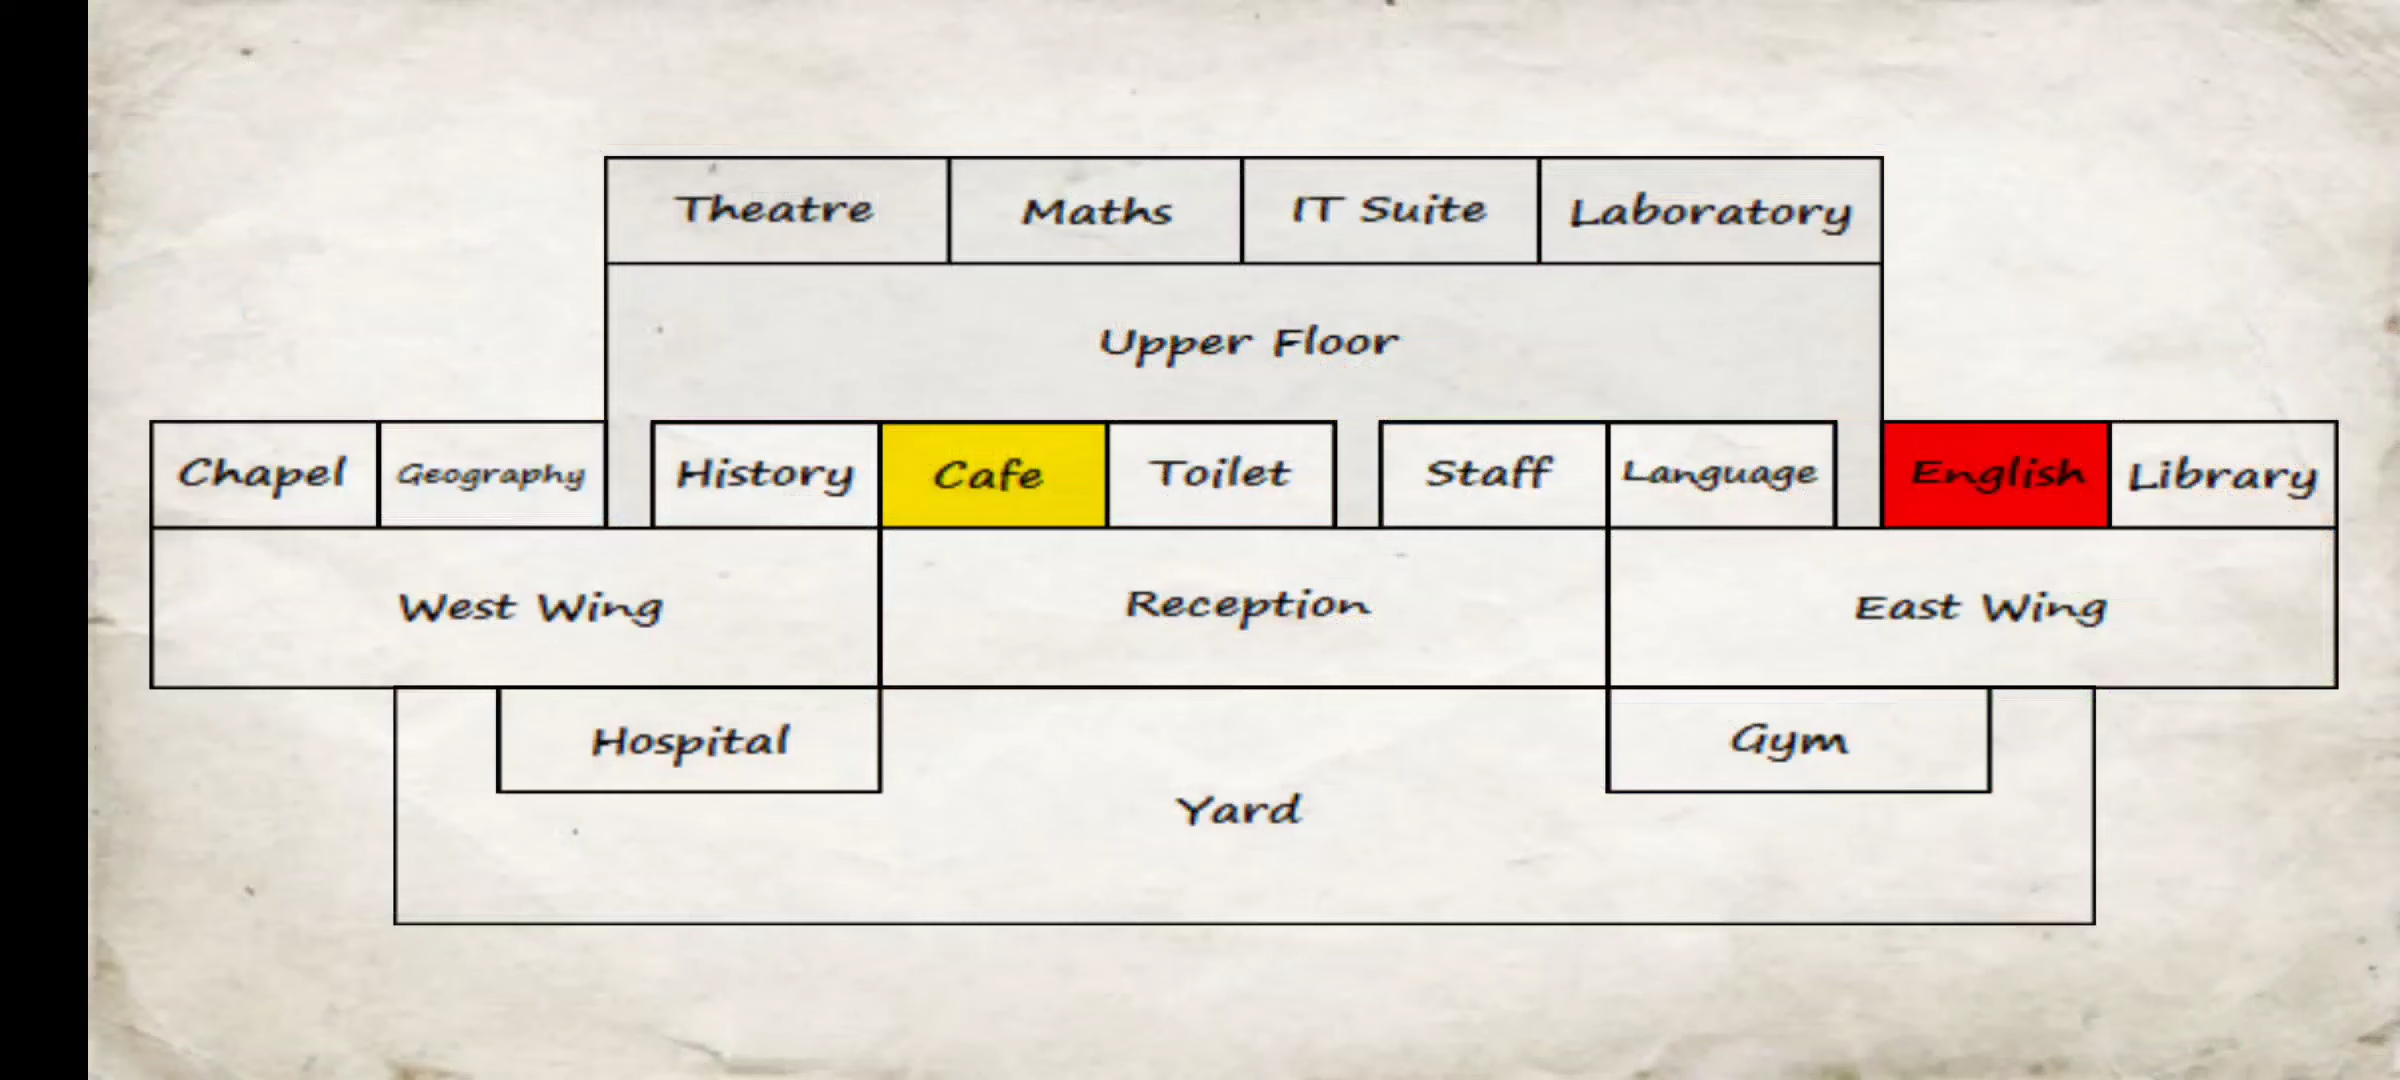 Theatre Maths IT Suite Laboratory
Upper Floor
Chapel Geography History Cafe Toilet Staff Language English Library
West Wing Reception East Wing
Hospital Gym
Yard